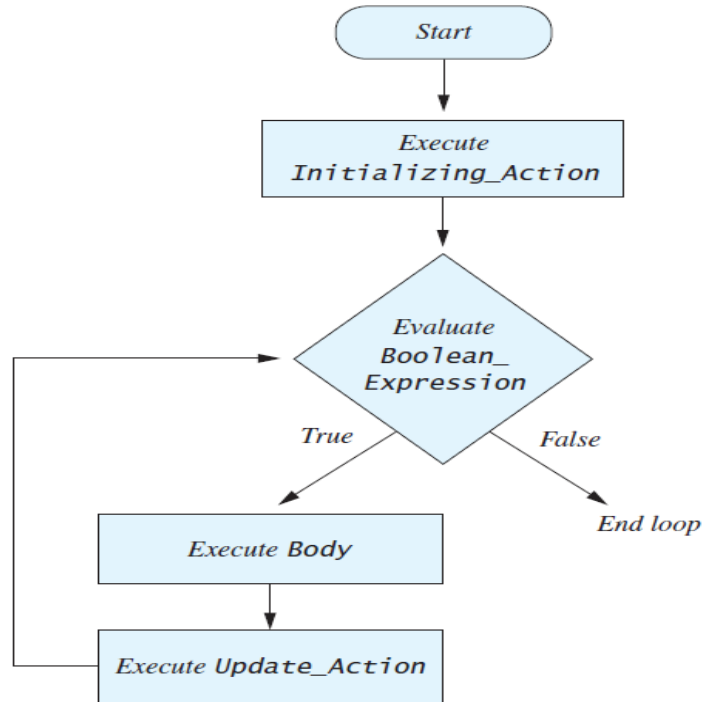 Start
Execute
Initializing_Action
Evaluate
Boolean_
Expression
True
False
End loop
Execute Body
Execute Update_Action